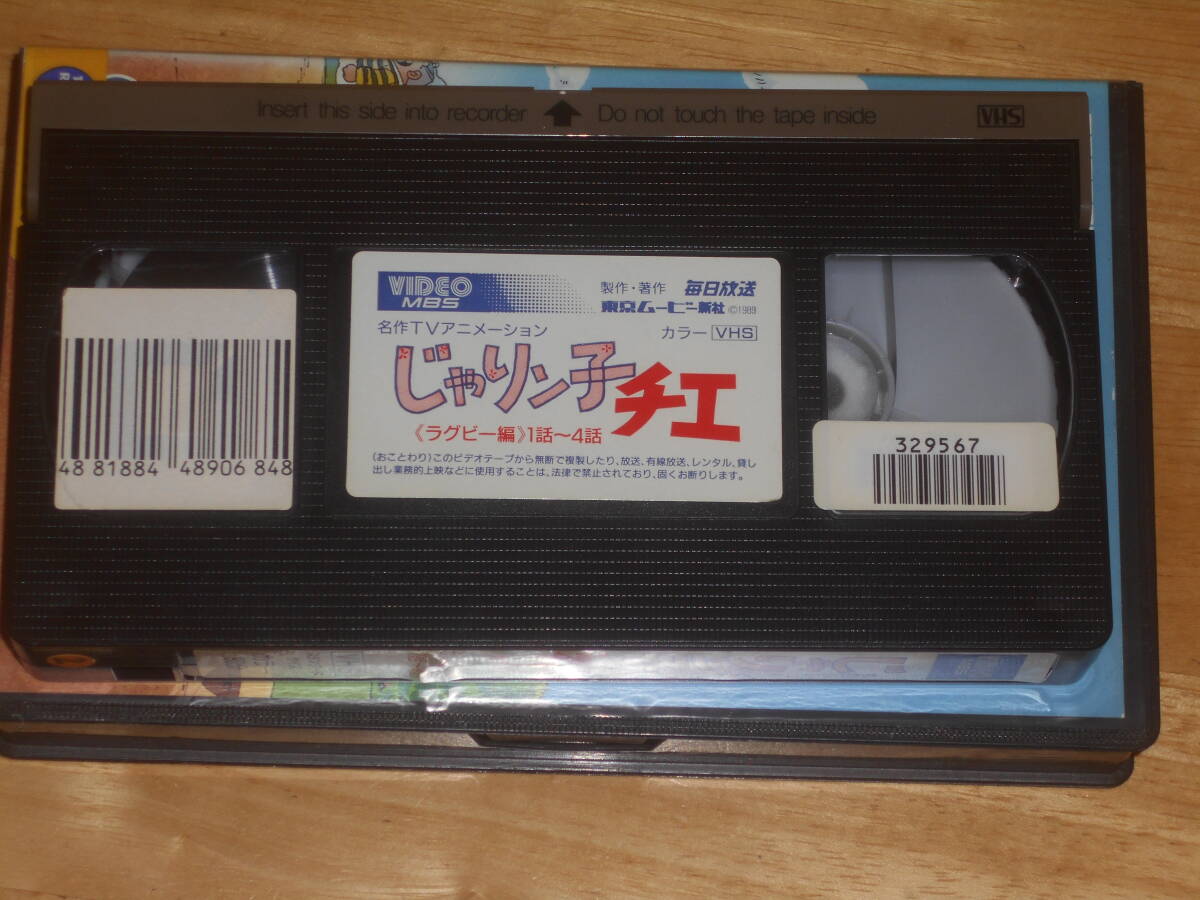 Insert this side into recorder Do not touch the tape inside VHS
VIDEO
MBS
製作・著作 毎日放送
東京ムービー新社 ©1989
名作TVアニメーション カラー VHS
じゃリン子チエ
《ラグビー編》1話〜4話
(おことわり)このビデオテープから無断で複製したり、放送、有線放送、レンタル、貸し
出し業務的上映などに使用することは、法律で禁止されており、固くお断りします。
48 81884 48906 848
329567